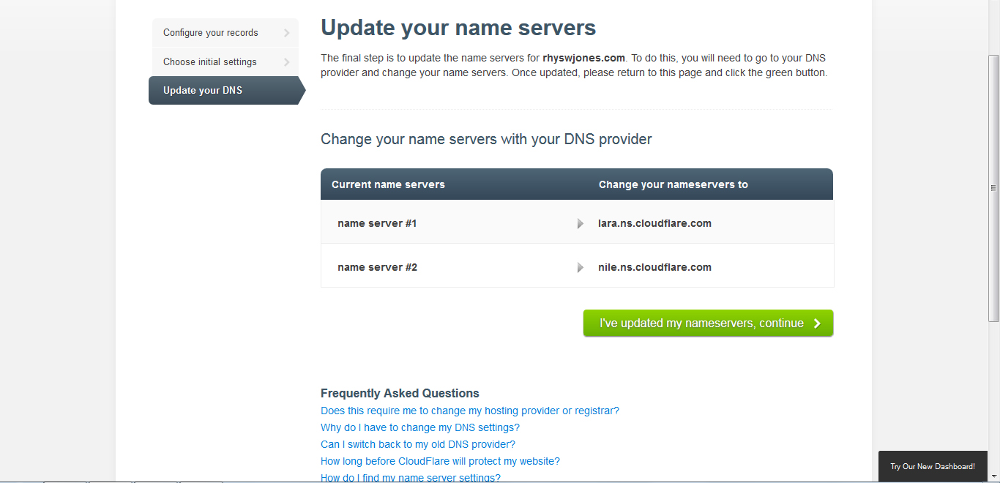 Configure your records
Choose initial settings
Update your DNS
Update your name servers
The final step is to update the name servers for rhyswjones.com. To do this, you will need to go to your DNS
provider and change your name servers. Once updated, please return to this page and click the green button.
Change your name servers with your DNS provider
Current name servers Change your nameservers to
name server #1 lara.ns.cloudflare.com
name server #2 nile.ns.cloudflare.com
I've updated my nameservers, continue
Frequently Asked Questions
Does this require me to change my hosting provider or registrar?
Why do I have to change my DNS settings?
Can I switch back to my old DNS provider?
How long before CloudFlare will protect my website?
How do I find my name server settings?
Try Our New Dashboard!